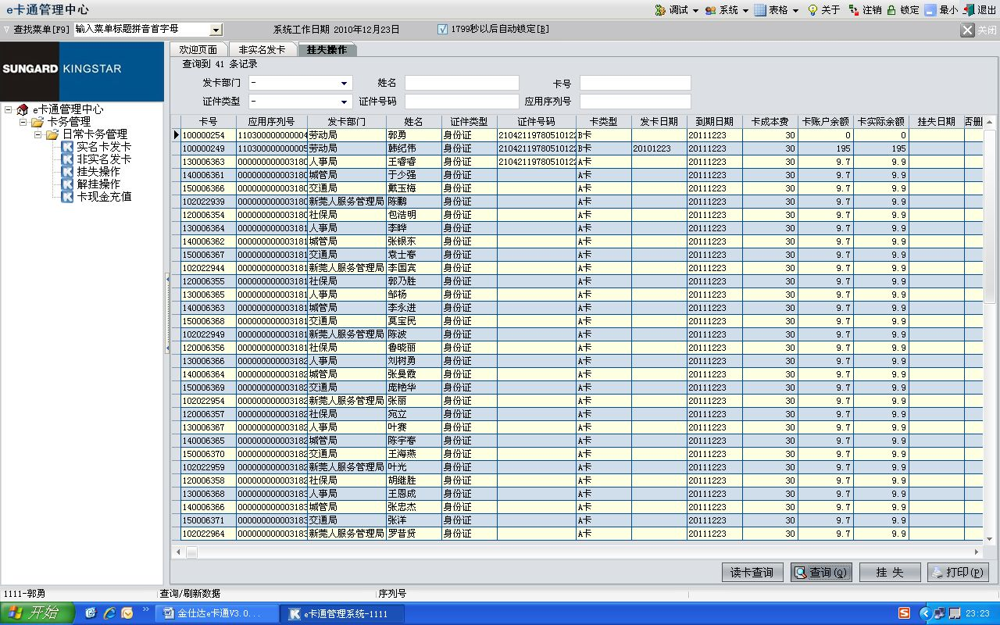 e卡通管理中心 调试 系统 表格 关于 注销 锁定 最小 退出
查找菜单[F9] 输入菜单标题拼音首字母 系统工作日期 2010年12月23日 1799秒以后自动锁定[B] 关闭
SUNGARD KINGSTAR
e卡通管理中心
卡务管理
日常卡务管理
实名卡发卡
非实名发卡
挂失操作
解挂操作
卡现金充值
欢迎页面 非实名发卡 挂失操作
查询到 41 条记录
发卡部门 - 姓名 卡号
证件类型 - 证件号码 应用序列号
卡号 应用序列号 发卡部门 姓名 证件类型 证件号码 卡类型 发卡日期 到期日期 卡成本费 卡账户余额 卡实际余额 挂失日期 否删
100000254 110300000000004 劳动局 郭勇 身份证 21042119780510122 B卡 20111223 30 0 0
100000249 110300000000005 劳动局 韩纪伟 身份证 21042119780510122 B卡 20101223 20111223 30 195 195
130006363 000000000003180 人事局 王睿睿 身份证 21042119780510122 A卡 20111223 30 9.7 9.9
140006361 000000000003180 城管局 于少强 身份证 A卡 20111223 30 9.7 9.9
150006366 000000000003180 交通局 戴玉梅 身份证 A卡 20111223 30 9.7 9.9
102022939 000000000003180 新莞人服务管理局 陈鹏 身份证 A卡 20111223 30 9.7 9.9
120006354 000000000003181 社保局 包浩明 身份证 A卡 20111223 30 9.7 9.9
130006364 000000000003181 人事局 李晔 身份证 A卡 20111223 30 9.7 9.9
140006362 000000000003181 城管局 张银东 身份证 A卡 20111223 30 9.7 9.9
150006367 000000000003181 交通局 袁士春 身份证 A卡 20111223 30 9.7 9.9
102022944 000000000003181 新莞人服务管理局 李国宾 身份证 A卡 20111223 30 9.7 9.9
120006355 000000000003181 社保局 郭乃胜 身份证 A卡 20111223 30 9.7 9.9
130006365 000000000003181 人事局 邹杨 身份证 A卡 20111223 30 9.7 9.9
140006363 000000000003181 城管局 李永进 身份证 A卡 20111223 30 9.7 9.9
150006368 000000000003181 交通局 莫宝民 身份证 A卡 20111223 30 9.7 9.9
102022949 000000000003181 新莞人服务管理局 陈波 身份证 A卡 20111223 30 9.7 9.9
120006356 000000000003181 社保局 鲁晓丽 身份证 A卡 20111223 30 9.7 9.9
130006366 000000000003182 人事局 刘树勇 身份证 A卡 20111223 30 9.7 9.9
140006364 000000000003182 城管局 张曼霞 身份证 A卡 20111223 30 9.7 9.9
150006369 000000000003182 交通局 庞艳华 身份证 A卡 20111223 30 9.7 9.9
102022954 000000000003182 新莞人服务管理局 张丽 身份证 A卡 20111223 30 9.7 9.9
120006357 000000000003182 社保局 宛立 身份证 A卡 20111223 30 9.7 9.9
130006367 000000000003182 人事局 叶赛 身份证 A卡 20111223 30 9.7 9.9
140006365 000000000003182 城管局 陈宇春 身份证 A卡 20111223 30 9.7 9.9
150006370 000000000003182 交通局 王海燕 身份证 A卡 20111223 30 9.7 9.9
102022959 000000000003182 新莞人服务管理局 叶光 身份证 A卡 20111223 30 9.7 9.9
120006358 000000000003182 社保局 胡继胜 身份证 A卡 20111223 30 9.7 9.9
130006368 000000000003183 人事局 王恩成 身份证 A卡 20111223 30 9.7 9.9
140006366 000000000003183 城管局 张忠杰 身份证 A卡 20111223 30 9.7 9.9
150006371 000000000003183 交通局 张洋 身份证 A卡 20111223 30 9.7 9.9
102022964 000000000003183 新莞人服务管理局 罗昔贤 身份证 A卡 20111223 30 9.7 9.9
读卡查询 查询(Q) 挂 失 打印(P)
1111-郭勇 查询/刷新数据 序列号
开始 金仕达e卡通V3.0... e卡通管理系统-1111 23:23